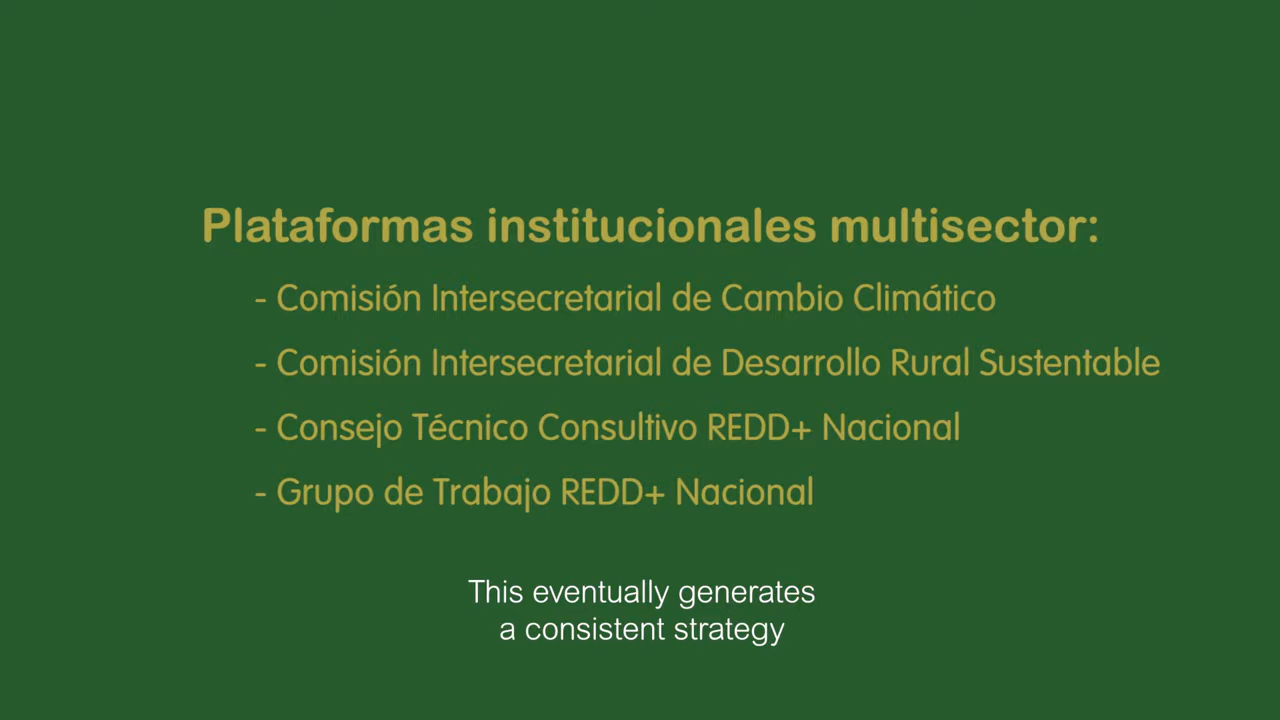 Plataformas institucionales multisector:
- Comisión Intersecretarial de Cambio Climático
- Comisión Intersecretarial de Desarrollo Rural Sustentable
- Consejo Técnico Consultivo REDD+ Nacional
- Grupo de Trabajo REDD+ Nacional
This eventually generates
a consistent strategy